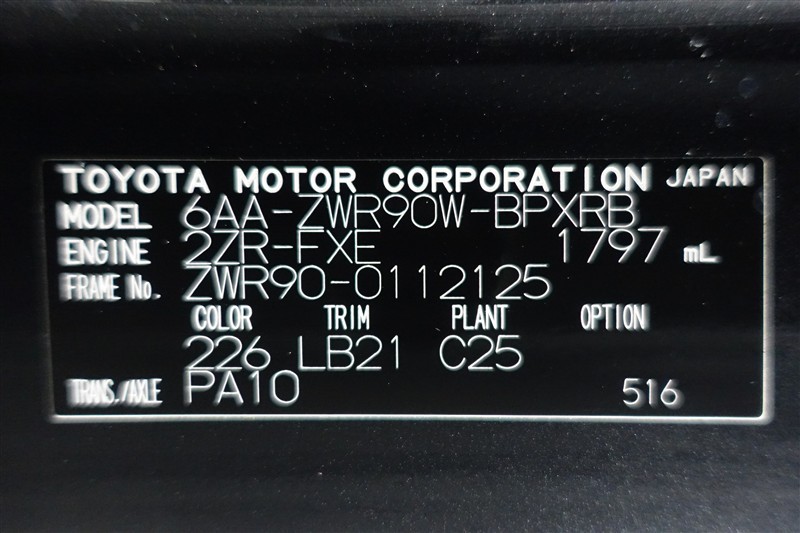 TOYOTA MOTOR CORPORATION JAPAN
MODEL 6AA-ZWR90W-BPXRB
ENGINE 2ZR-FXE 1797 mL
FRAME No. ZWR90-0112125
COLOR TRIM PLANT OPTION
226 LB21 C25
TRANS./AXLE PA10 516